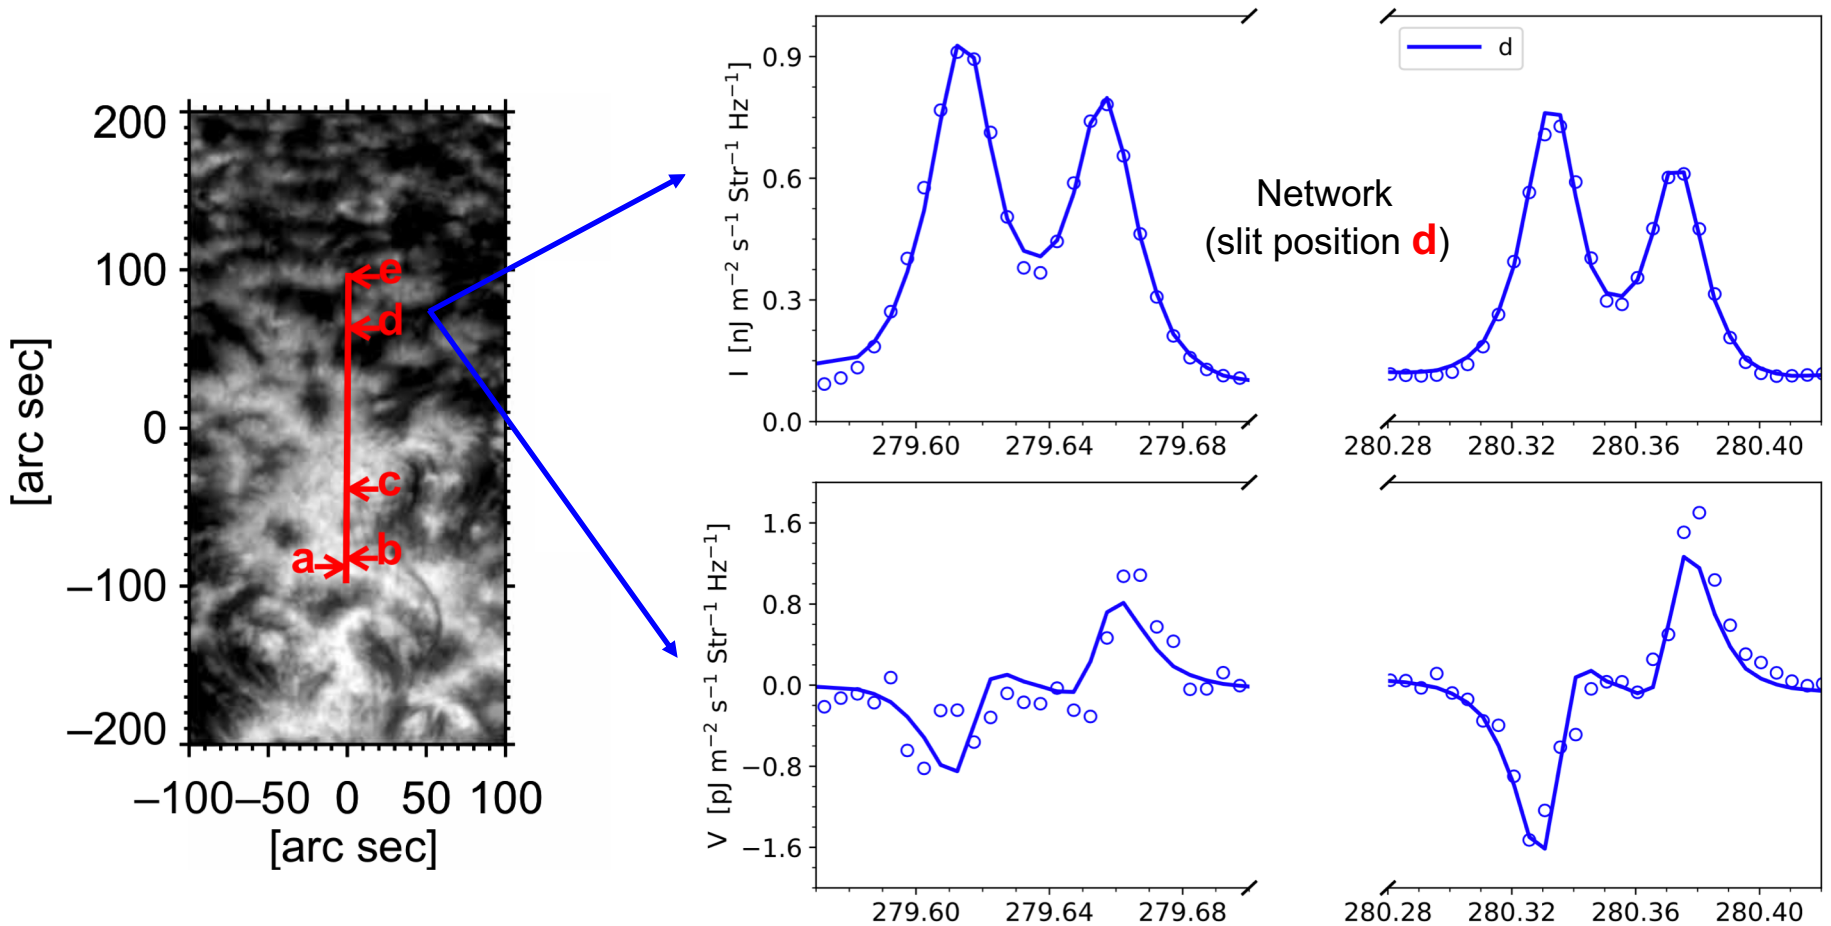 200
100
0
–100
–200
[arc sec]
–100 –50 0 50 100
[arc sec]
e
d
c
b
a
I [nJ m⁻² s⁻¹ Str⁻¹ Hz⁻¹]
0.9
0.6
0.3
0.0
279.60 279.64 279.68
d
Network
(slit position d)
280.28 280.32 280.36 280.40
V [pJ m⁻² s⁻¹ Str⁻¹ Hz⁻¹]
1.6
0.8
0.0
−0.8
−1.6
279.60 279.64 279.68
280.28 280.32 280.36 280.40